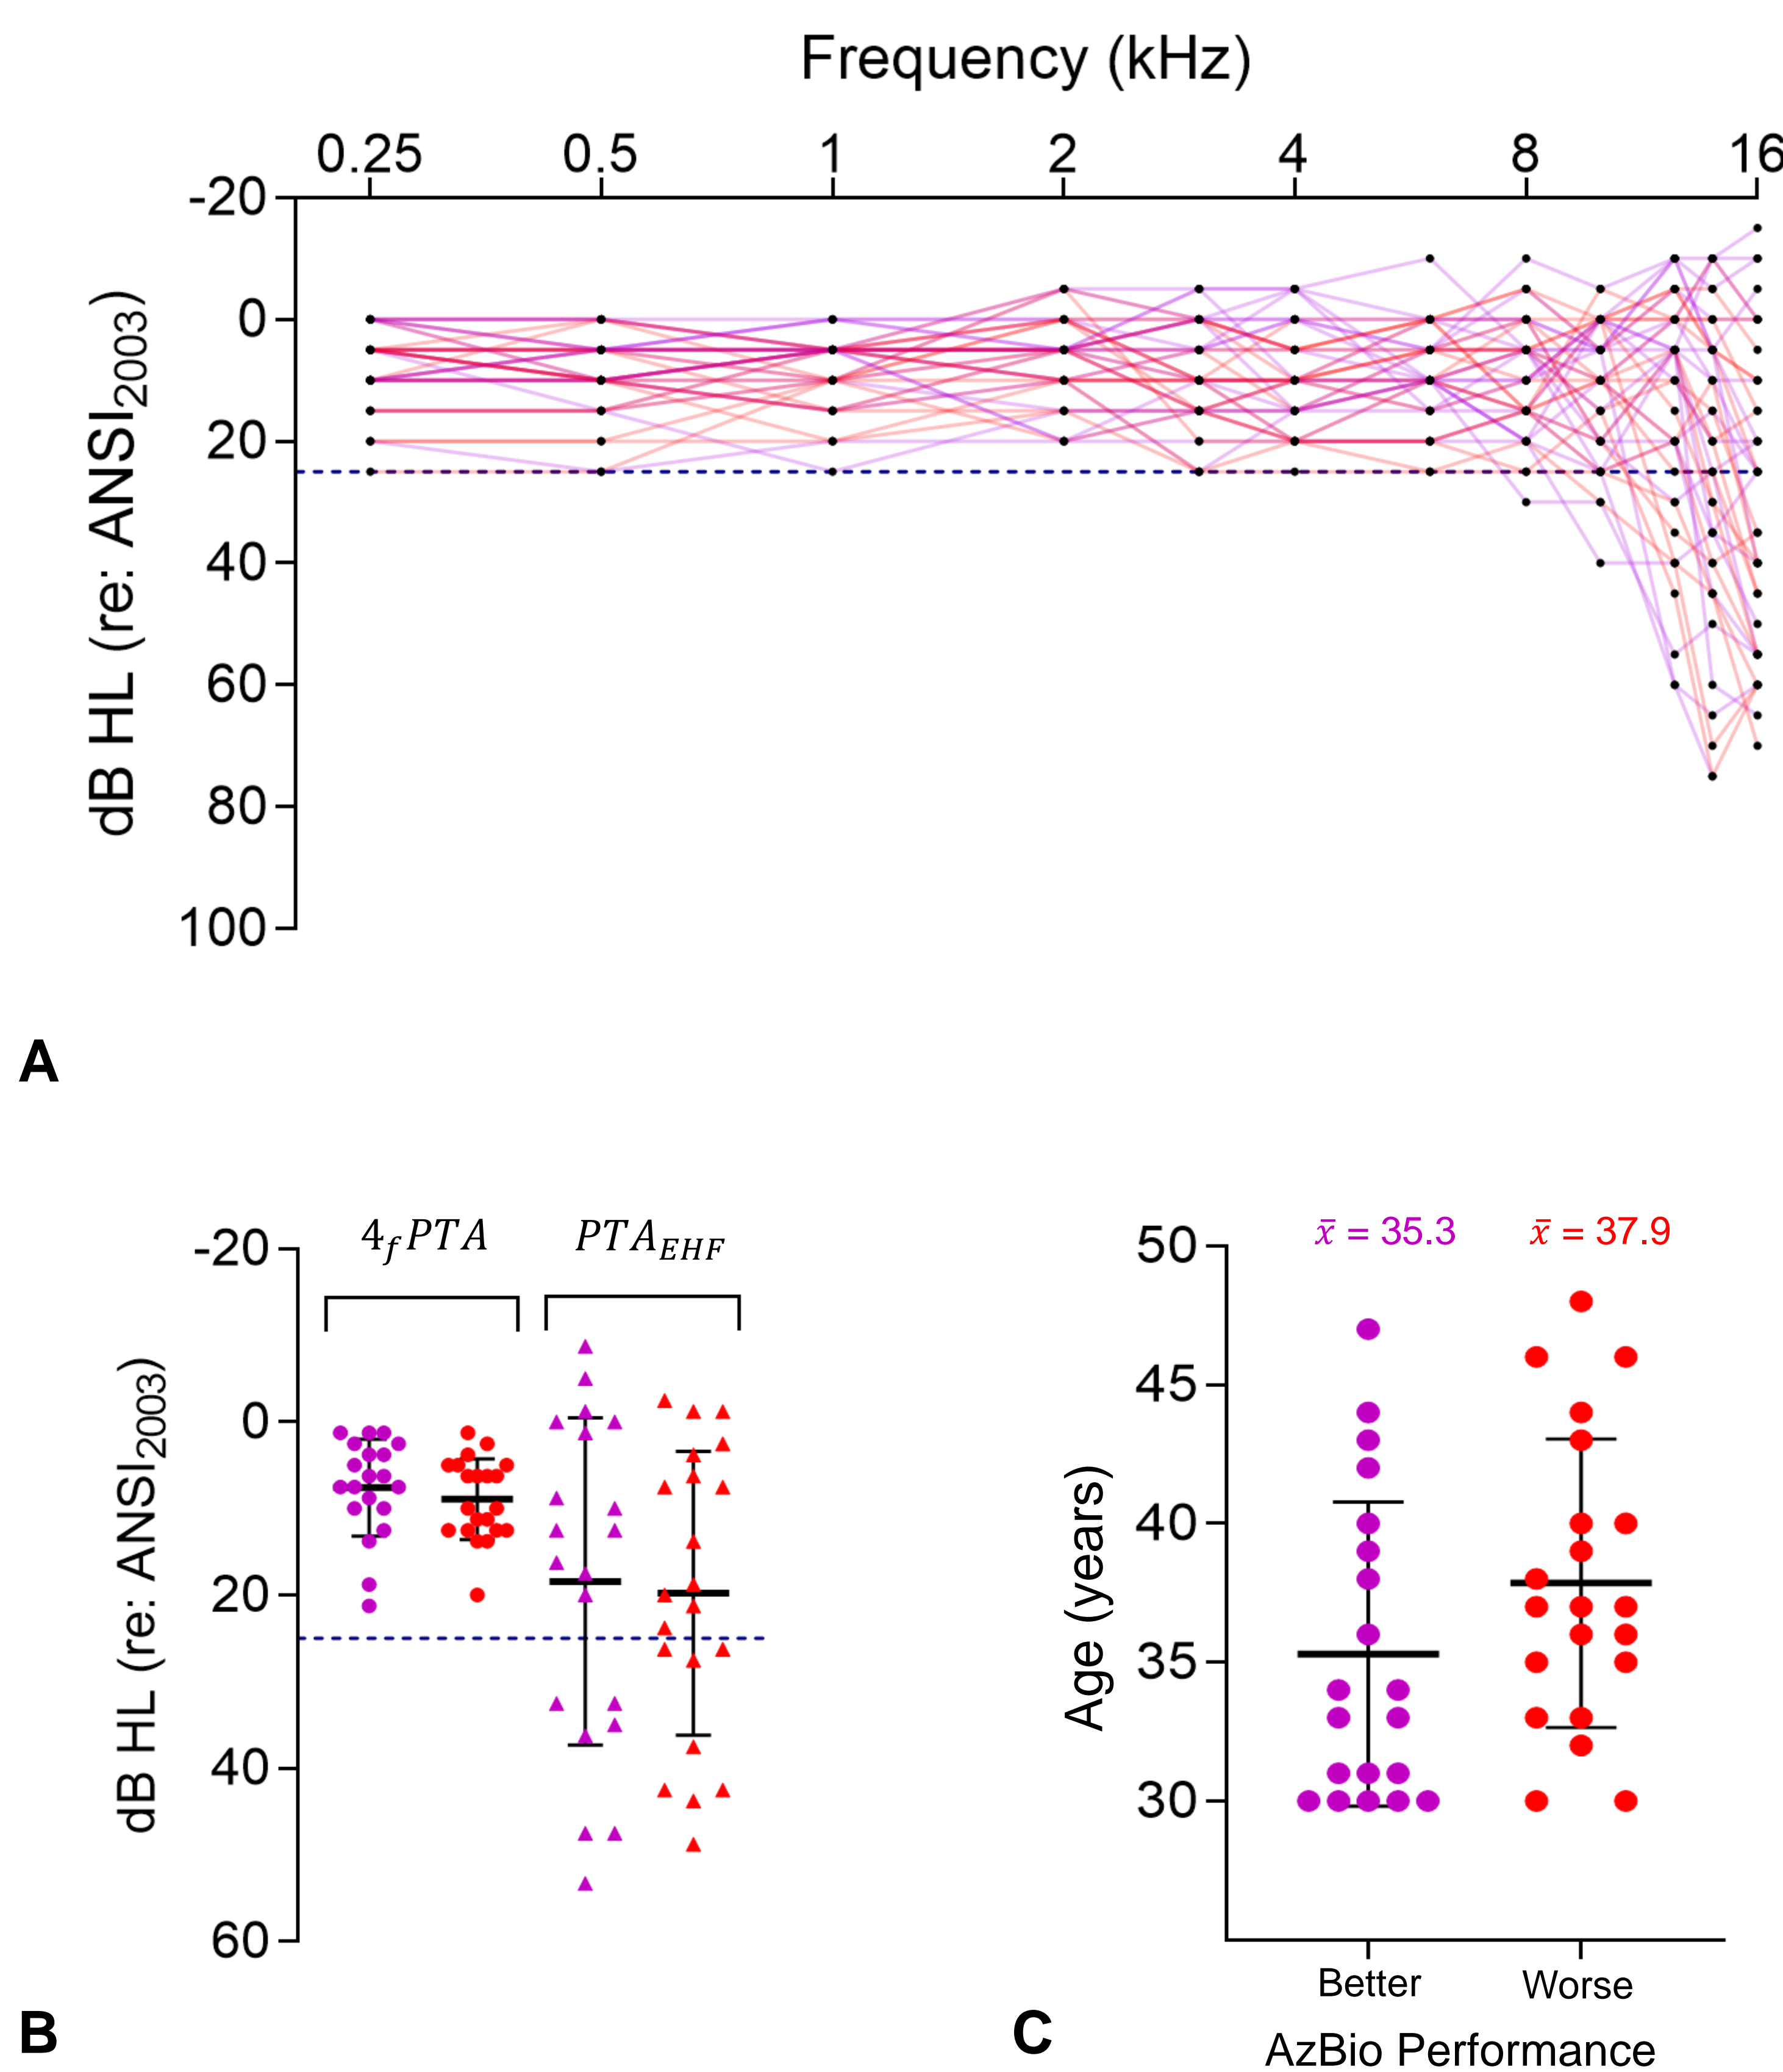 Frequency (kHz)
0.25 0.5 1 2 4 8 16
-20
0
20
40
60
80
100
dB HL (re: ANSI2003)
A
4fPTA PTAEHF
-20
0
20
40
60
dB HL (re: ANSI2003)
B
x̄ = 35.3 x̄ = 37.9
50
45
40
35
30
Age (years)
Better Worse
AzBio Performance
C